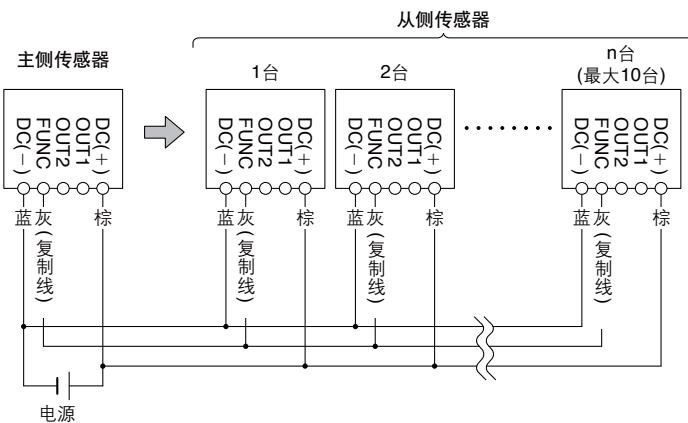 从侧传感器
主侧传感器
1台
2台
n台
(最大10台)
DC(－)
FUNC
OUT2
OUT1
DC(＋)
DC(－)
FUNC
OUT2
OUT1
DC(＋)
DC(－)
FUNC
OUT2
OUT1
DC(＋)
DC(－)
FUNC
OUT2
OUT1
DC(＋)
蓝
灰(复制线)
棕
蓝
灰(复制线)
棕
蓝
灰(复制线)
棕
蓝
灰(复制线)
棕
电源